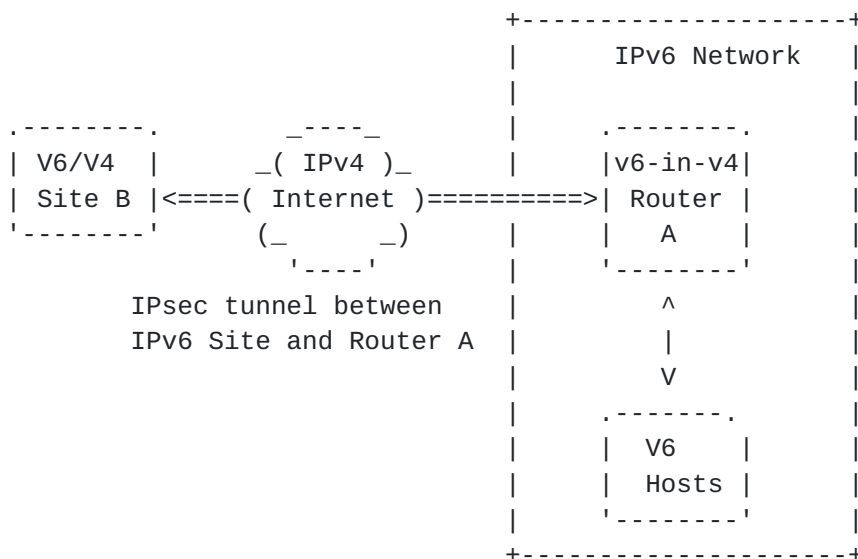 IPv6 Network
V6/V4
Site B
IPv4
Internet
v6-in-v4
Router
A
IPsec tunnel between
IPv6 Site and Router A
V6
Hosts